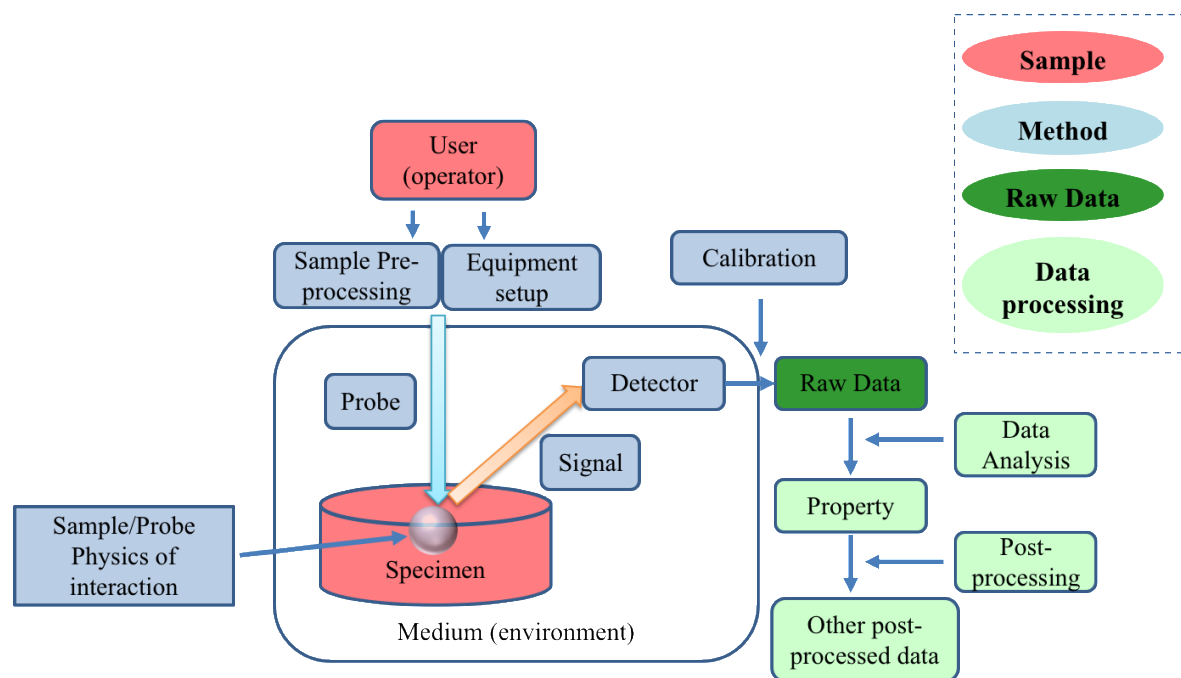 Sample
Method
Raw Data
Data
processing
User
(operator)
Sample Pre-
processing
Equipment
setup
Calibration
Probe
Detector
Signal
Raw Data
Data
Analysis
Property
Post-
processing
Other post-
processed data
Sample/Probe
Physics of
interaction
Specimen
Medium (environment)